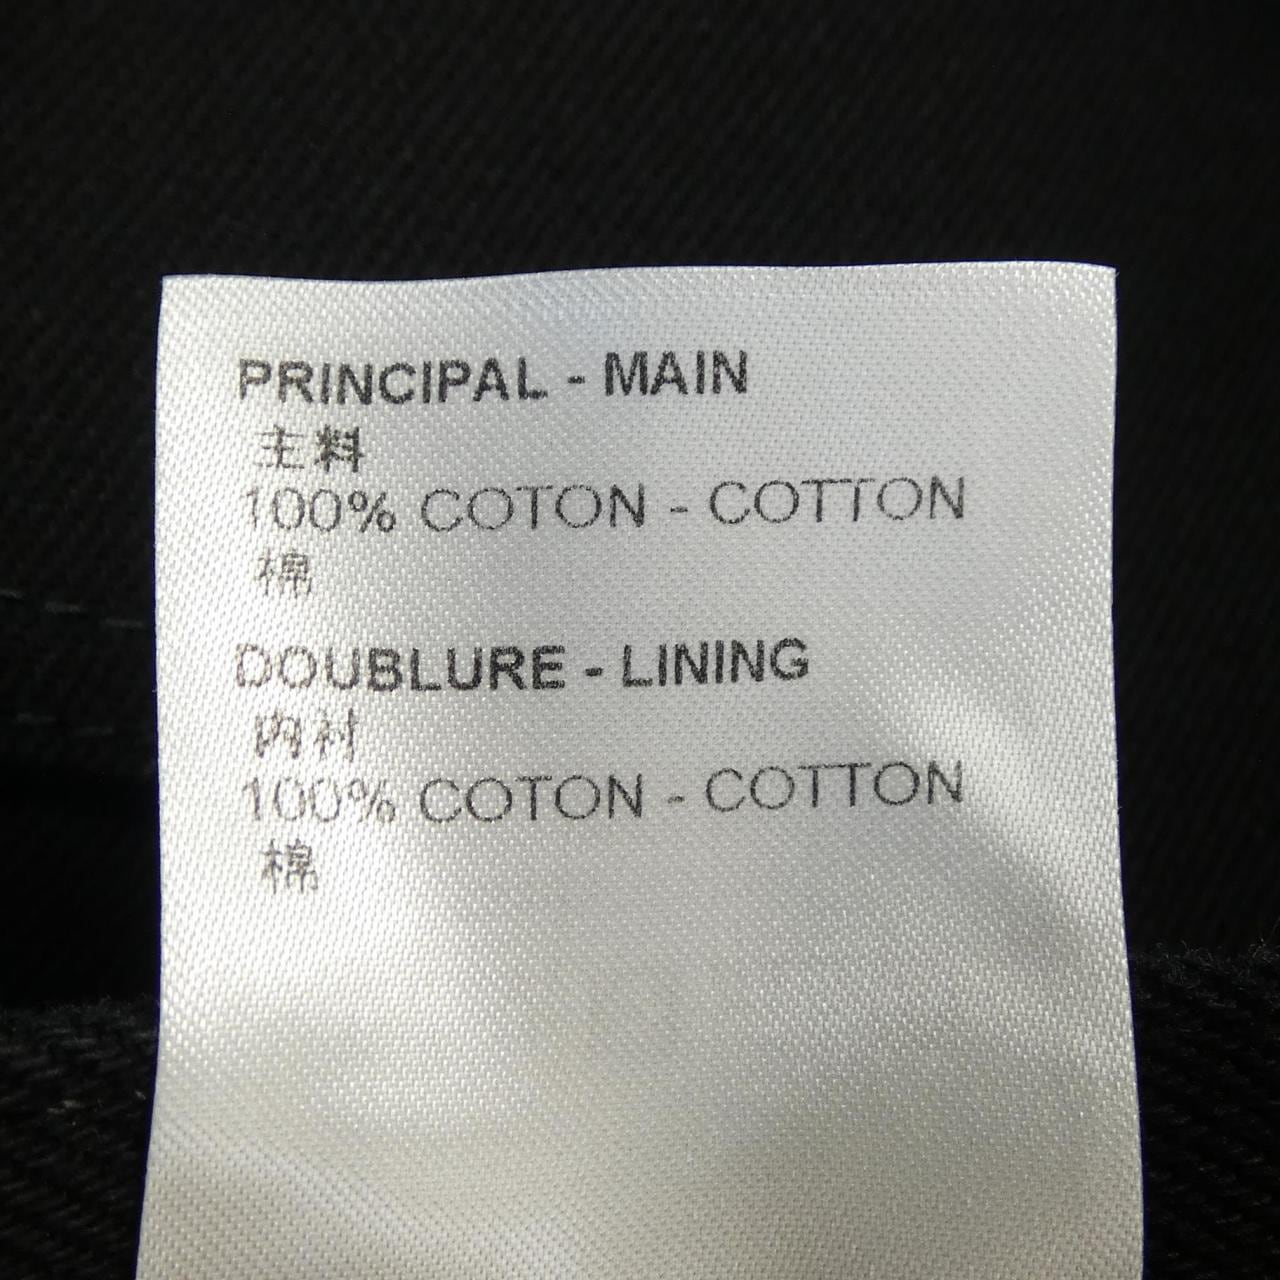 PRINCIPAL - MAIN
主料
100% COTON - COTTON
棉
DOUBLURE - LINING
内衬
100% COTON - COTTON
棉